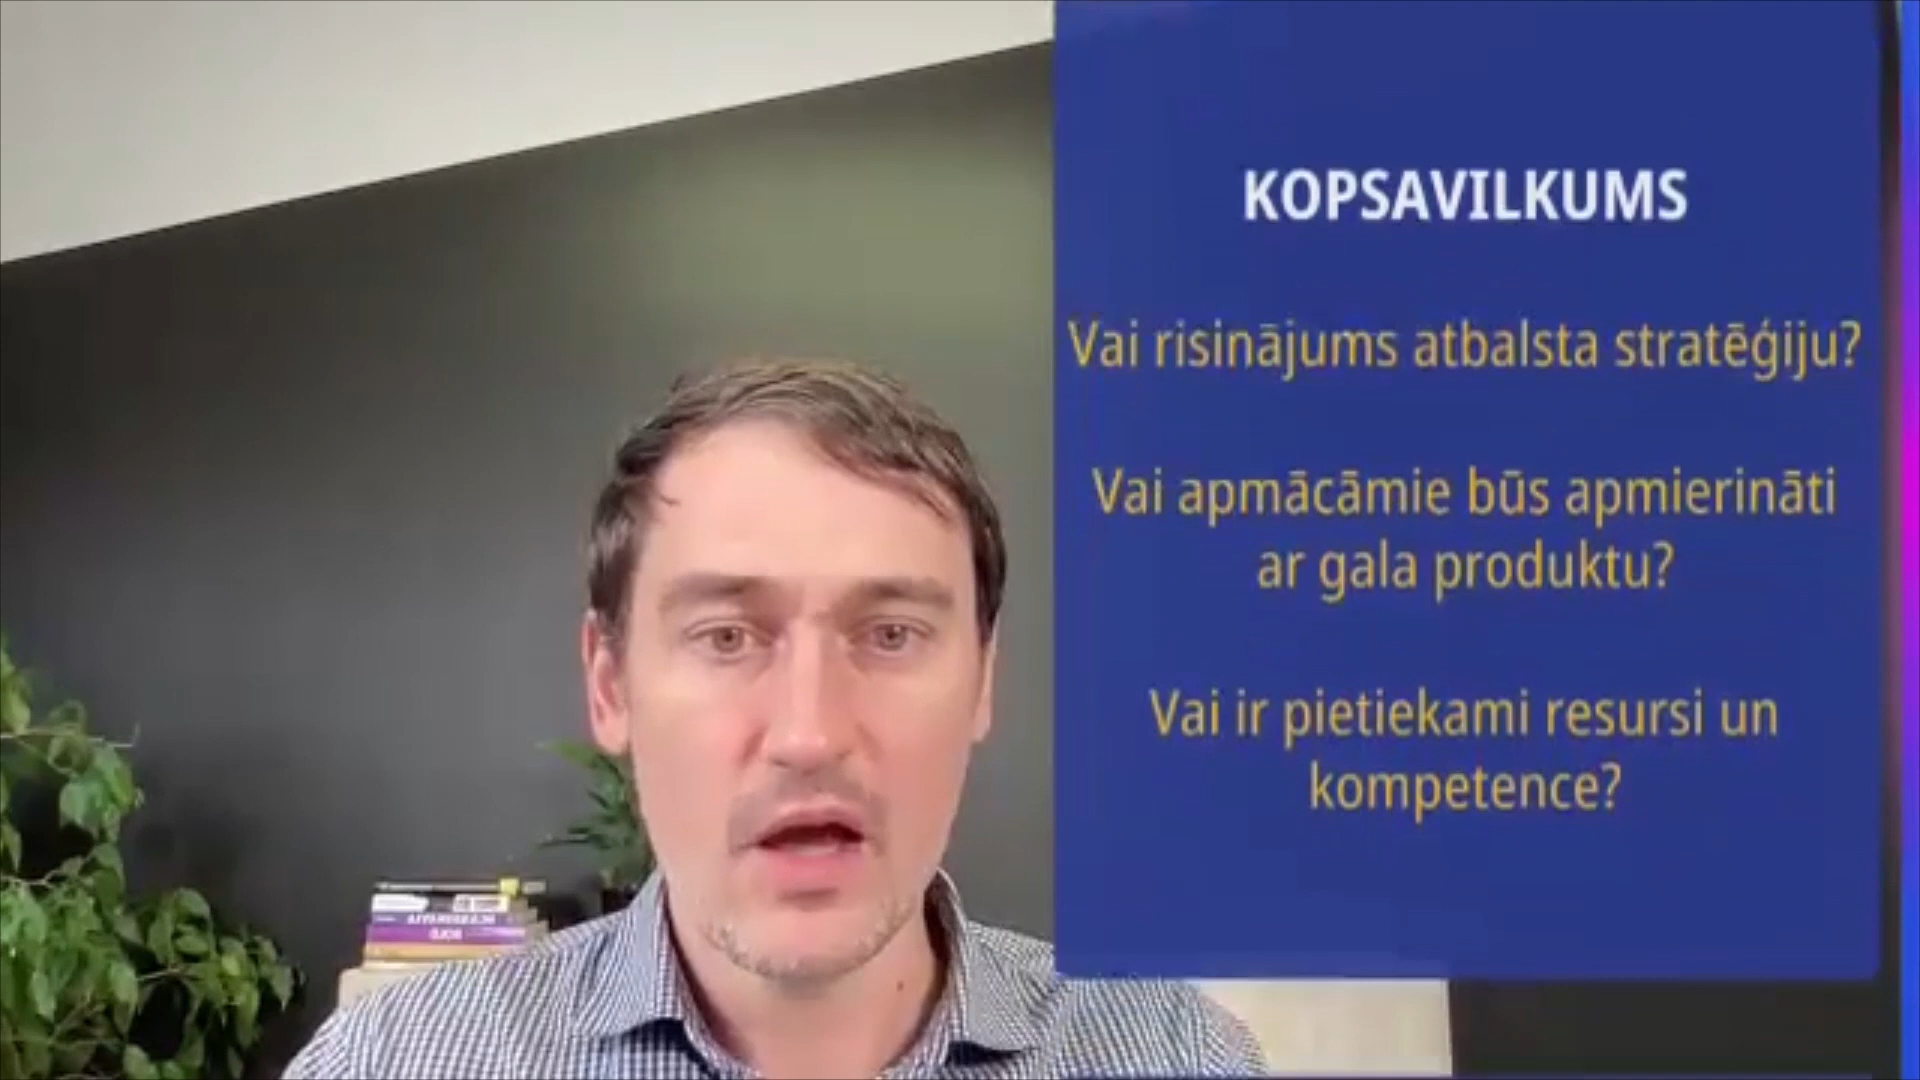 KOPSAVILKUMS
Vai risinājums atbalsta stratēģiju?
Vai apmācāmie būs apmierināti
ar gala produktu?
Vai ir pietiekami resursi un
kompetence?